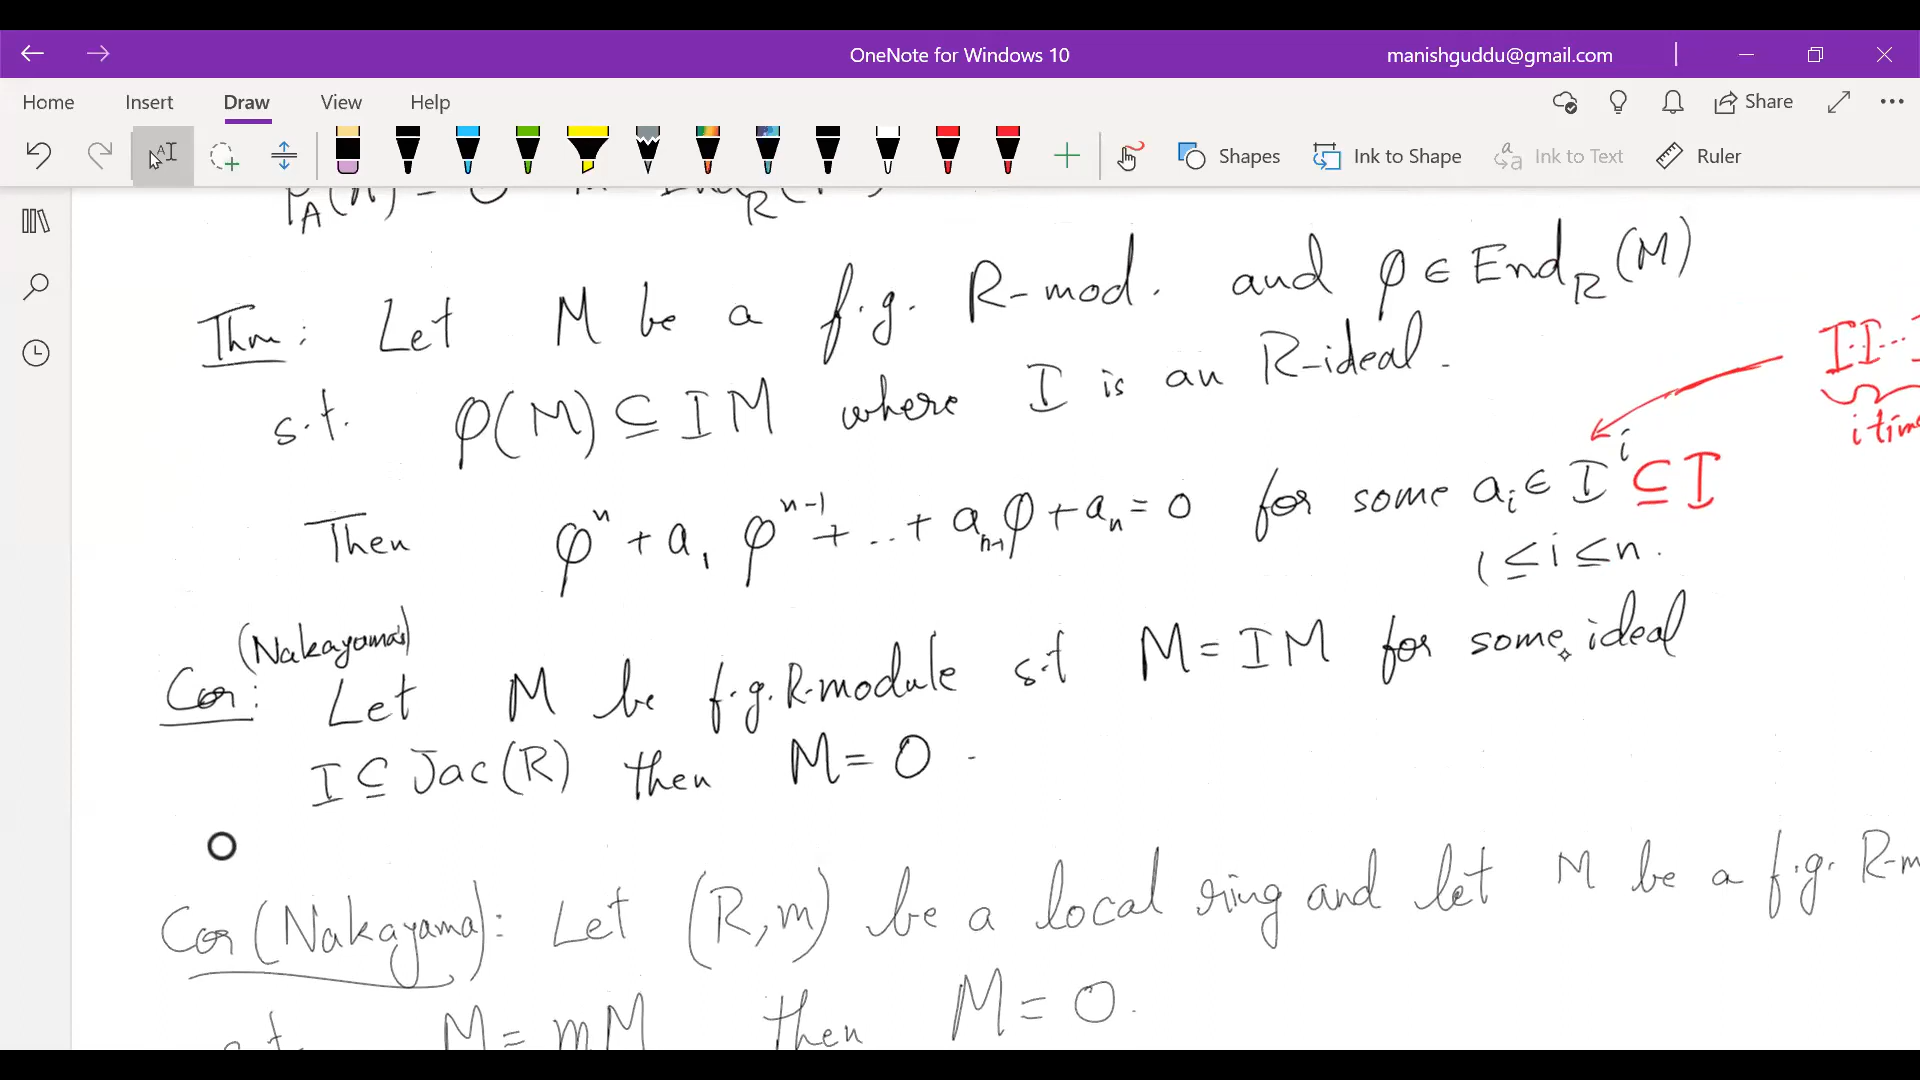 OneNote for Windows 10
manishguddu@gmail.com
Home Insert Draw View Help
Share
Shapes Ink to Shape Ink to Text Ruler
Thm: Let M be a f.g. R-mod. and φ ∈ End_R(M)
s.t. φ(M) ⊆ IM where I is an R-ideal.
I·I···
i time
Then φ^n + a_1 φ^{n-1} + ... + a_{n-1} φ + a_n = 0 for some a_i ∈ I^i ⊆ I
1 ≤ i ≤ n.
(Nakayama's)
Cor: Let M be f.g. R-module s.t M = IM for some ideal
I ⊆ Jac(R) then M = 0.
Cor (Nakayama): Let (R, m) be a local ring and let M be a f.g. R-m
s.t. M = mM then M = 0.